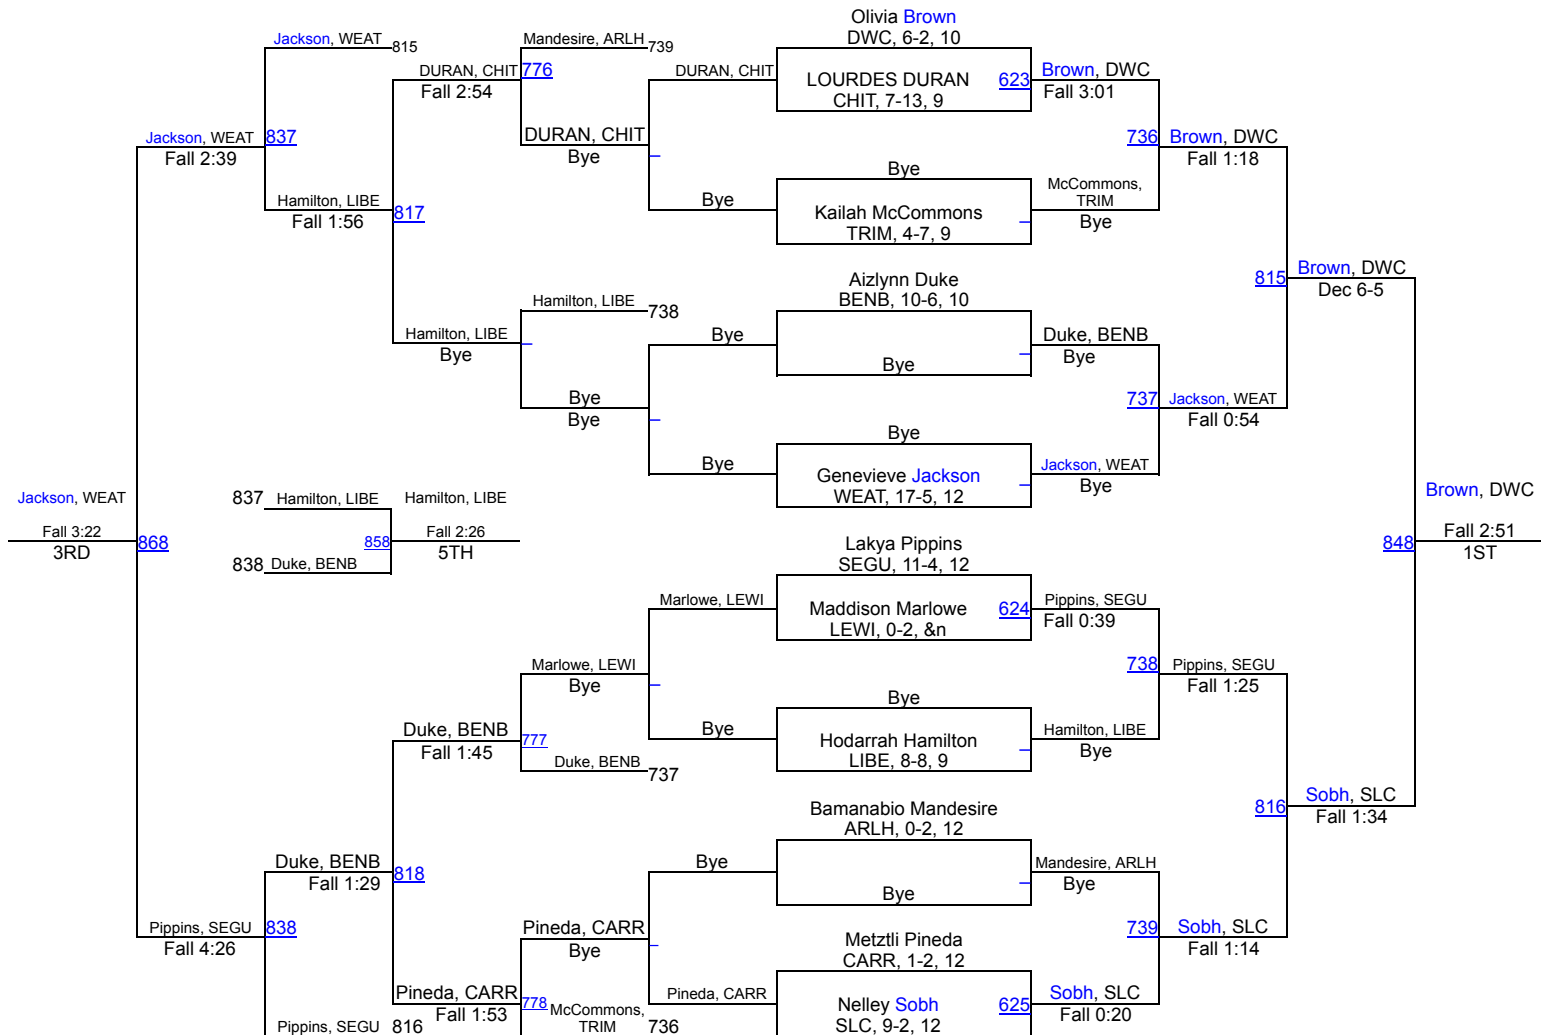 Olivia Brown
DWC, 6-2, 10
Jackson, WEAT 815
Mandesire, ARLH 739
DURAN, CHIT 776
Fall 2:54
DURAN, CHIT
LOURDES DURAN 623
CHIT, 7-13, 9
Brown, DWC
Fall 3:01
Jackson, WEAT 837
Fall 2:39
DURAN, CHIT
Bye
736 Brown, DWC
Fall 1:18
Bye
Hamilton, LIBE 817
Fall 1:56
Bye
Kailah McCommons
TRIM, 4-7, 9
McCommons,
TRIM
Bye
Aizlynn Duke
BENB, 10-6, 10
815 Brown, DWC
Dec 6-5
Hamilton, LIBE 738
Hamilton, LIBE
Bye
Bye
Bye
Duke, BENB
Bye
Bye
Bye
737 Jackson, WEAT
Fall 0:54
Bye
Bye
Genevieve Jackson
WEAT, 17-5, 12
Jackson, WEAT
Bye
Jackson, WEAT
Fall 3:22
3RD
868
837 Hamilton, LIBE
858
838 Duke, BENB
Hamilton, LIBE
Fall 2:26
5TH
Brown, DWC
848 Fall 2:51
1ST
Lakya Pippins
SEGU, 11-4, 12
Marlowe, LEWI
Maddison Marlowe 624
LEWI, 0-2, &n
Pippins, SEGU
Fall 0:39
Marlowe, LEWI
Bye
738 Pippins, SEGU
Fall 1:25
Bye
Duke, BENB 777
Fall 1:45
Bye
Hodarrah Hamilton
LIBE, 8-8, 9
Hamilton, LIBE
Bye
Duke, BENB 737
Bamanabio Mandesire
ARLH, 0-2, 12
816 Sobh, SLC
Fall 1:34
Duke, BENB 818
Fall 1:29
Bye
Bye
Mandesire, ARLH
Bye
Pippins, SEGU 838
Fall 4:26
Pineda, CARR
Bye
739 Sobh, SLC
Fall 1:14
Metztli Pineda
CARR, 1-2, 12
Pineda, CARR 778
Fall 1:53
Pineda, CARR
Nelley Sobh 625
SLC, 9-2, 12
Sobh, SLC
Fall 0:20
McCommons,
TRIM 736
Pippins, SEGU 816